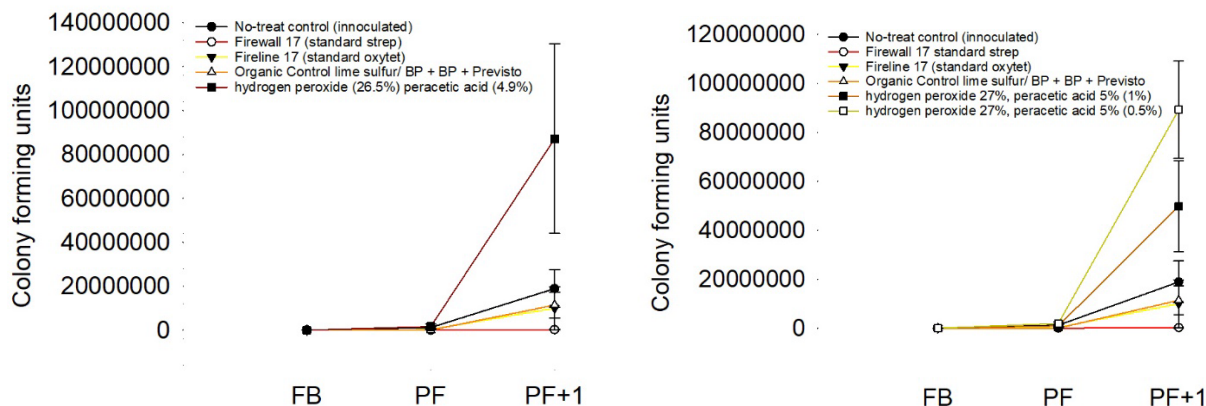 Colony forming units
140000000
120000000
100000000
80000000
60000000
40000000
20000000
0
No-treat control (innoculated)
Firewall 17 (standard strep)
Fireline 17 (standard oxytet)
Organic Control lime sulfur/ BP + BP + Previsto
hydrogen peroxide (26.5%) peracetic acid (4.9%)
FB PF PF+1
Colony forming units
120000000
100000000
80000000
60000000
40000000
20000000
0
No-treat control (innoculated)
Firewall 17 standard strep
Fireline 17 (standard oxytet)
Organic Control lime sulfur/ BP + BP + Previsto
hydrogen peroxide 27%, peracetic acid 5% (1%)
hydrogen peroxide 27%, peracetic acid 5% (0.5%)
FB PF PF+1